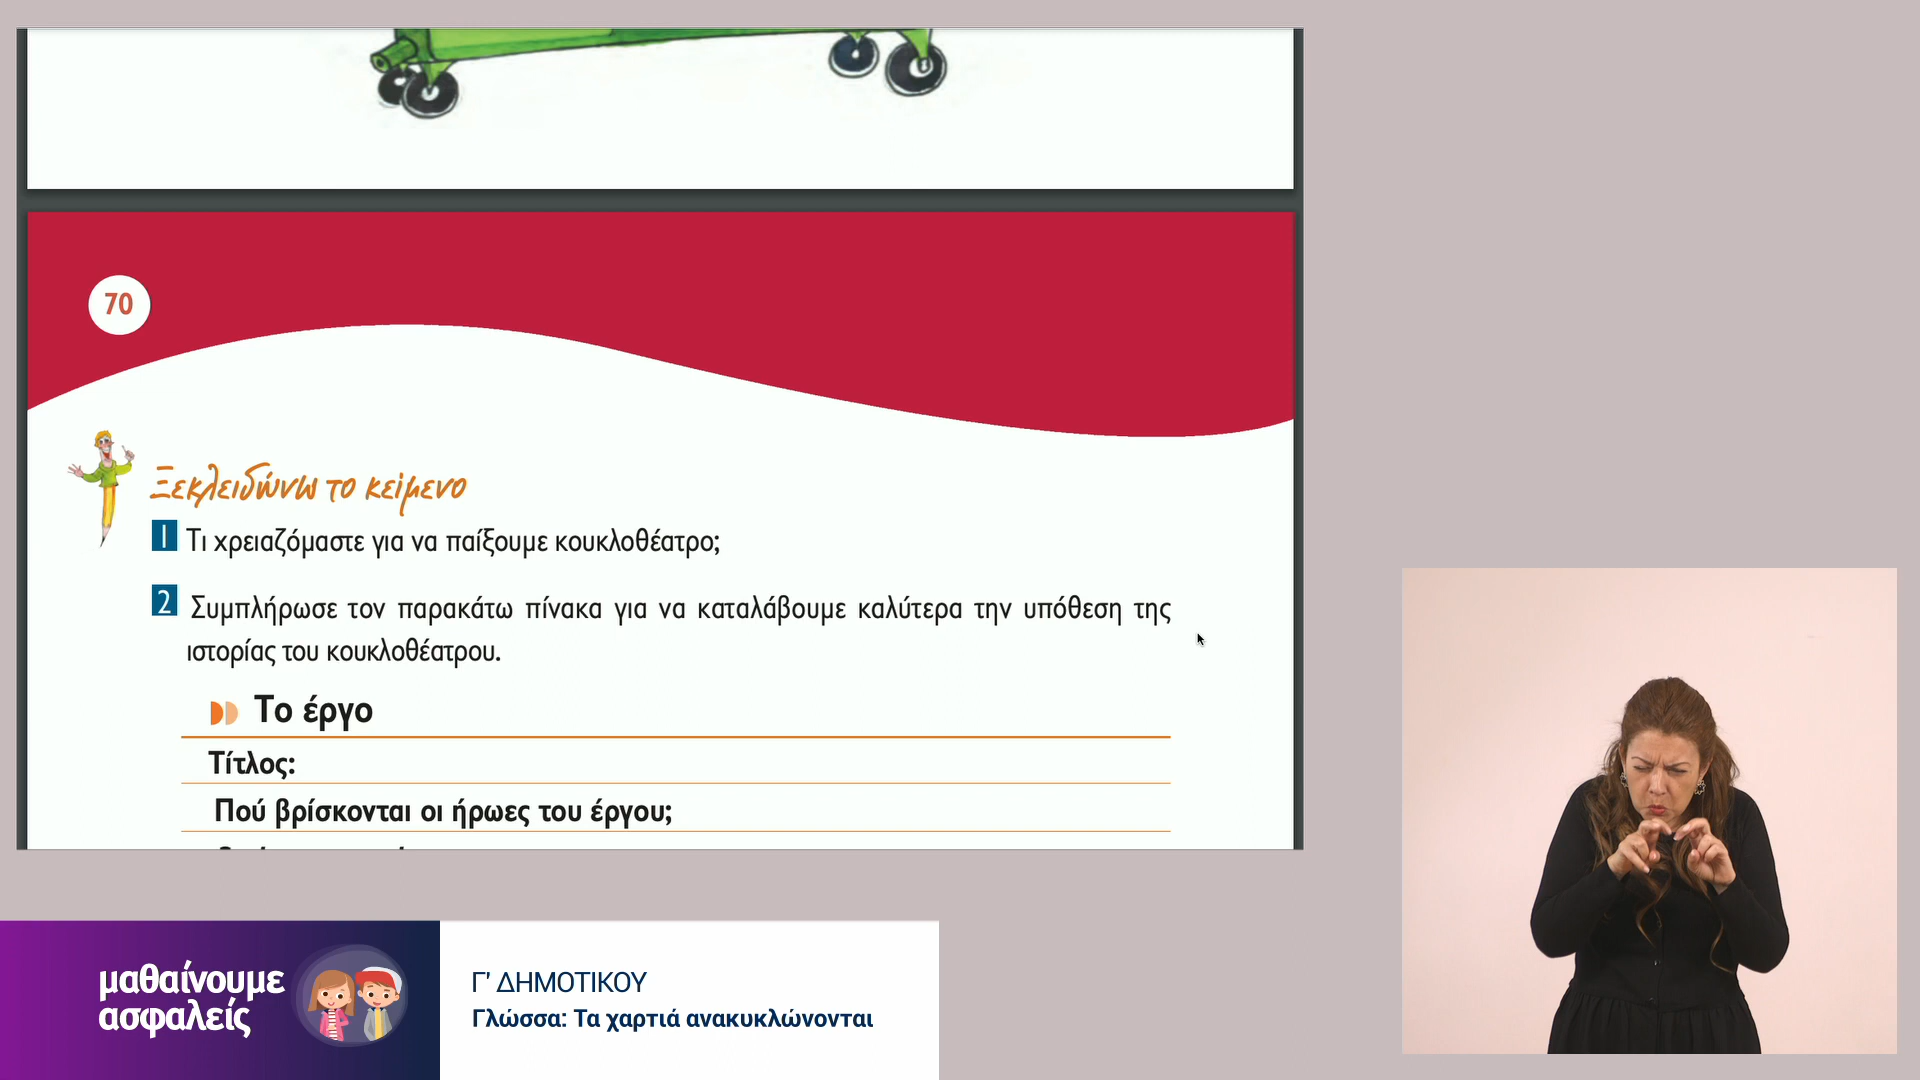 70
Ξεκλειδώνω το κείμενο
1 Τι χρειαζόμαστε για να παίξουμε κουκλοθέατρο;
2 Συμπλήρωσε τον παρακάτω πίνακα για να καταλάβουμε καλύτερα την υπόθεση της
ιστορίας του κουκλοθέατρου.
Το έργο
Τίτλος:
Πού βρίσκονται οι ήρωες του έργου;
μαθαίνουμε
ασφαλείς
Γ' ΔΗΜΟΤΙΚΟΥ
Γλώσσα: Τα χαρτιά ανακυκλώνονται